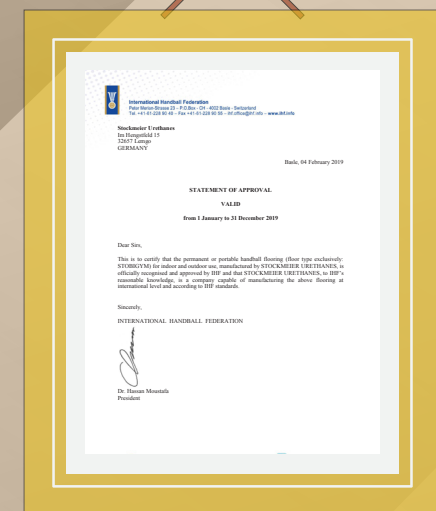 International Handball Federation
Peter Merian-Strasse 23 – P.O.Box - CH - 4002 Basle - Switzerland
Tel. +41-61-228 90 40 – Fax +41-61-228 90 55 – ihf.office@ihf.info – www.ihf.info
Stockmeier Urethanes
Im Hengstfeld 15
32657 Lemgo
GERMANY
Basle, 04 February 2019
STATEMENT OF APPROVAL
VALID
from 1 January to 31 December 2019
Dear Sirs,
This is to certify that the permanent or portable handball flooring (floor type exclusively:
STOBIGYM) for indoor and outdoor use, manufactured by STOCKMEIER URETHANES, is
officially recognised and approved by IHF and that STOCKMEIER URETHANES, to IHF's
reasonable knowledge, is a company capable of manufacturing the above flooring at
international level and according to IHF standards.
Sincerely,
INTERNATIONAL HANDBALL FEDERATION
Dr. Hassan Moustafa
President